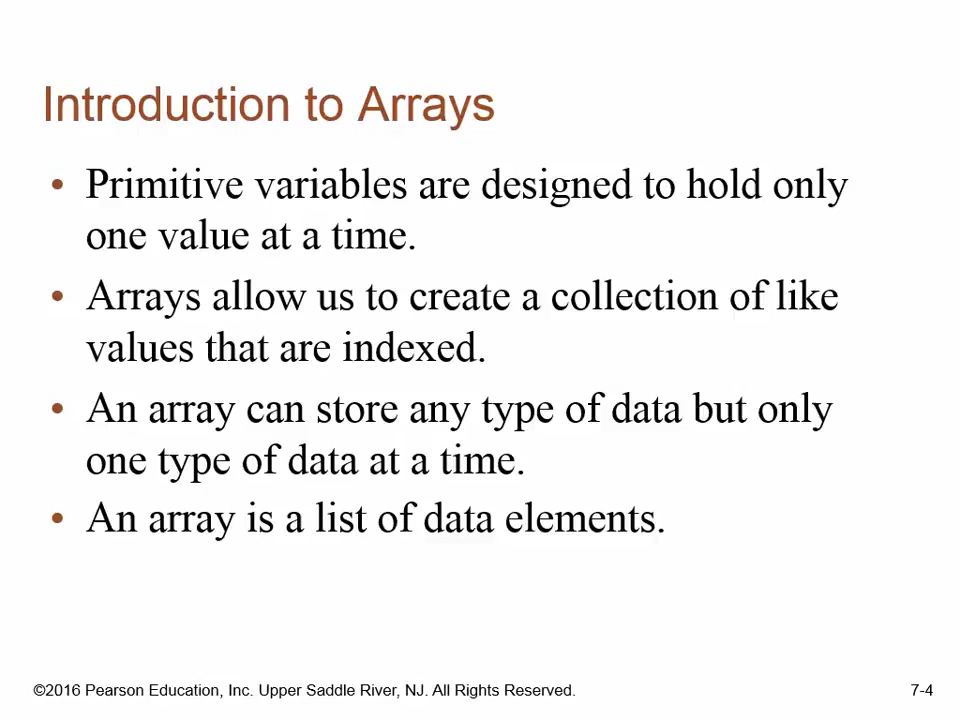 Introduction to Arrays
• Primitive variables are designed to hold only
one value at a time.
• Arrays allow us to create a collection of like
values that are indexed.
• An array can store any type of data but only
one type of data at a time.
• An array is a list of data elements.
©2016 Pearson Education, Inc. Upper Saddle River, NJ. All Rights Reserved.
7-4